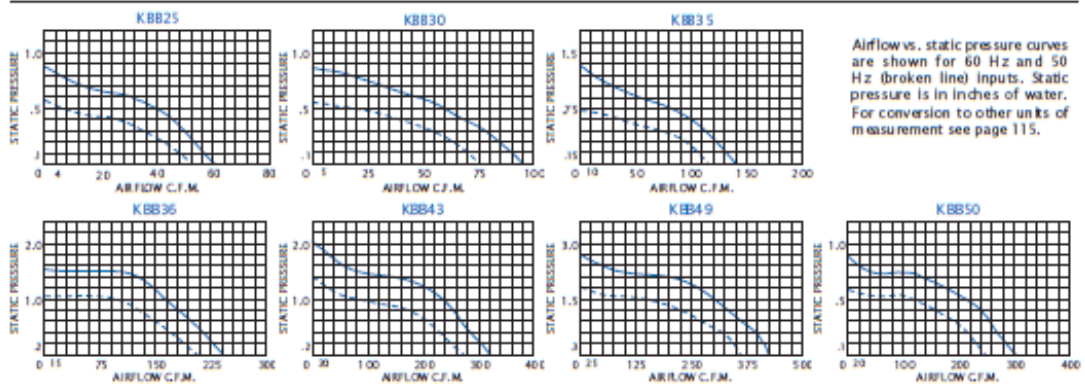 KBB25
KBB30
KBB35
STATIC PRESSURE
1.0
.5
.1
0 4 20 40 60 80
AIRFLOW C.F.M.
STATIC PRESSURE
1.0
.5
.1
0 5 25 50 75 100
AIRFLOW C.F.M.
STATIC PRESSURE
1.5
.75
.15
0 10 50 100 150 200
AIRFLOW C.F.M.
Airflow vs. static pressure curves
are shown for 60 Hz and 50
Hz (broken line) inputs. Static
pressure is in inches of water.
For conversion to other units of
measurement see page 115.
KBB36
KBB43
KBB49
KBB50
STATIC PRESSURE
2.0
1.0
.2
0 15 75 150 225 300
AIRFLOW C.F.M.
STATIC PRESSURE
2.0
1.0
.2
0 20 100 200 300 400
AIRFLOW C.F.M.
STATIC PRESSURE
3.0
1.5
.3
0 25 125 250 375 500
AIRFLOW C.F.M.
STATIC PRESSURE
1.0
.5
.1
0 20 100 200 300 400
AIRFLOW C.F.M.